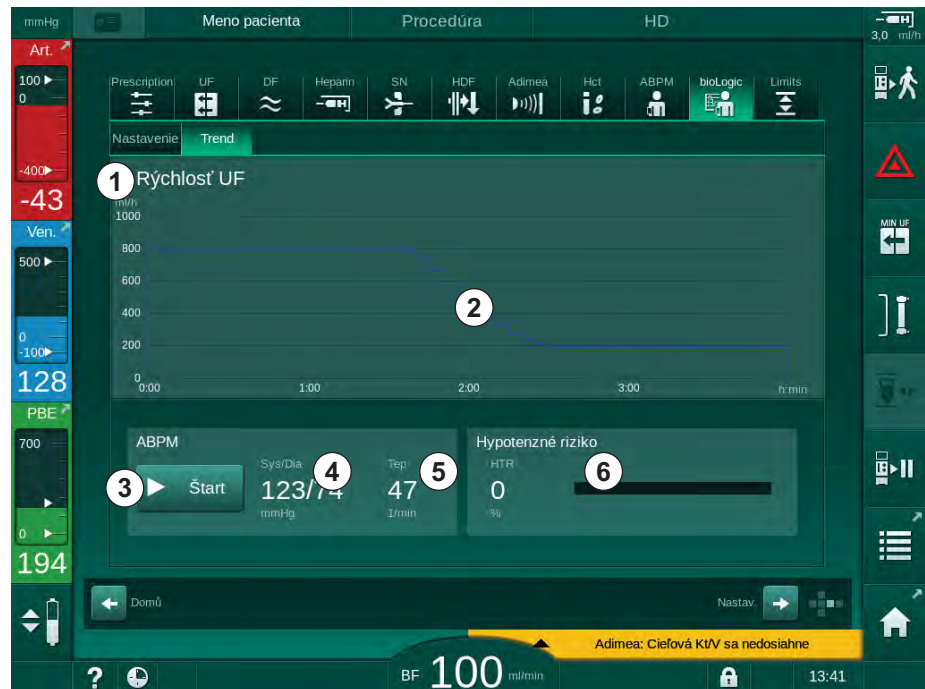 mmHg Meno pacienta Procedúra HD 3,0 ml/h
Art.
100
0
-400
-43
Ven.
500
0
-100
128
PBE
700
0
194
Prescription UF DF Heparin SN HDF Adimea Hct ABPM bioLogic Limits
Nastavenie Trend
1 Rýchlosť UF
ml/h
1000
800
600
400
200
0
2
0:00 1:00 2:00 3:00 h:min
ABPM
3 Štart
Sys/Dia 4
123/74
mmHg
Tep 5
47
1/min
Hypotenzné riziko
HTR 6
0
%
Domů Nastav.
Adimea: Cieľová Kt/V sa nedosiahne
? BF 100 ml/min 13:41
MIN UF